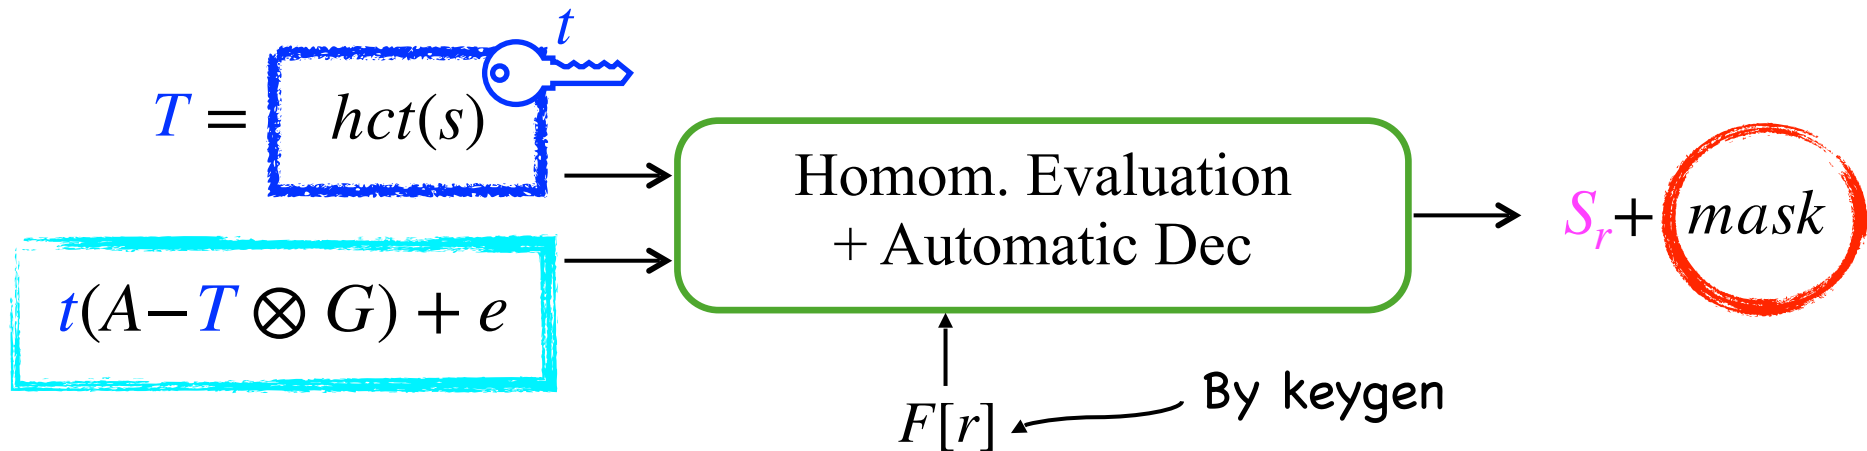 t
T = hct(s)
Homom. Evaluation
+ Automatic Dec
S_r + mask
t(A − T ⊗ G) + e
By keygen
F[r]